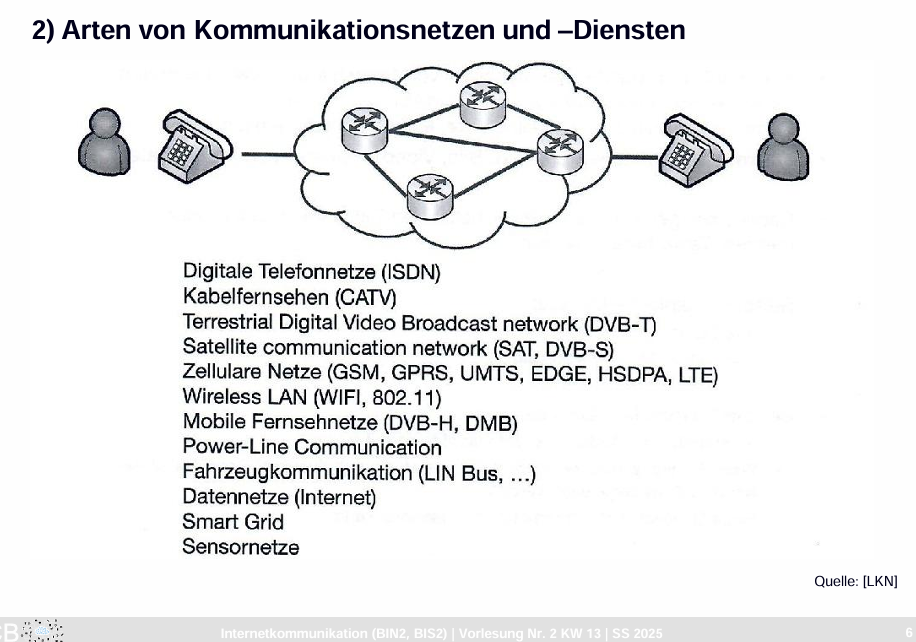 2) Arten von Kommunikationsnetzen und –Diensten
Digitale Telefonnetze (ISDN)
Kabelfernsehen (CATV)
Terrestrial Digital Video Broadcast network (DVB-T)
Satellite communication network (SAT, DVB-S)
Zellulare Netze (GSM, GPRS, UMTS, EDGE, HSDPA, LTE)
Wireless LAN (WIFI, 802.11)
Mobile Fernsehnetze (DVB-H, DMB)
Power-Line Communication
Fahrzeugkommunikation (LIN Bus, ...)
Datennetze (Internet)
Smart Grid
Sensornetze
Quelle: [LKN]
Internetkommunikation (BIN2, BIS2) | Vorlesung Nr. 2 KW 13 | SS 2025
6